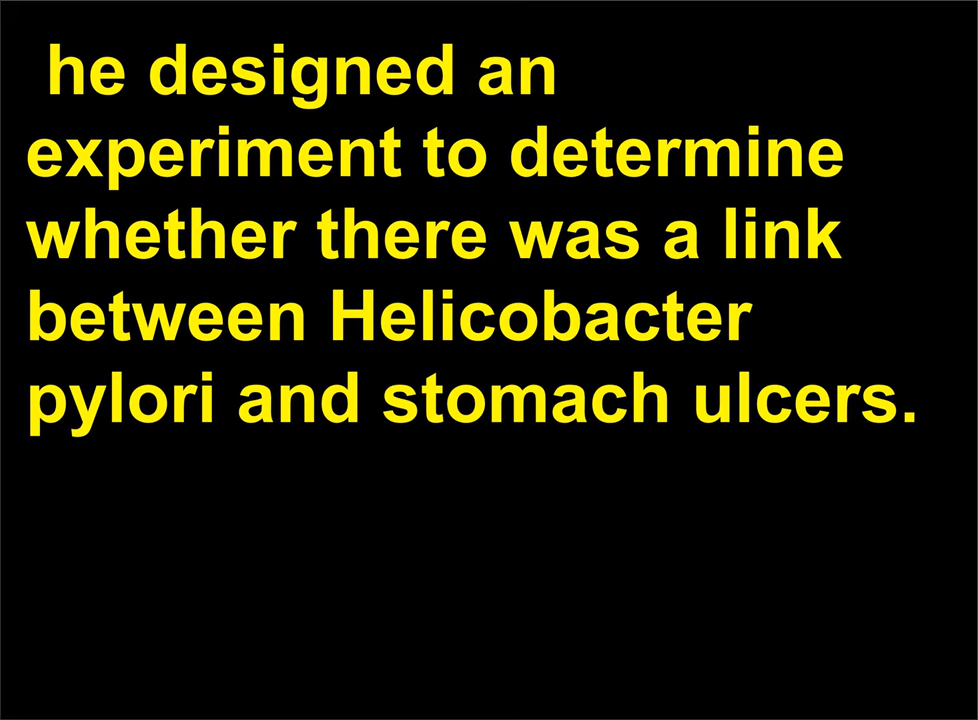 he designed an
experiment to determine
whether there was a link
between Helicobacter
pylori and stomach ulcers.